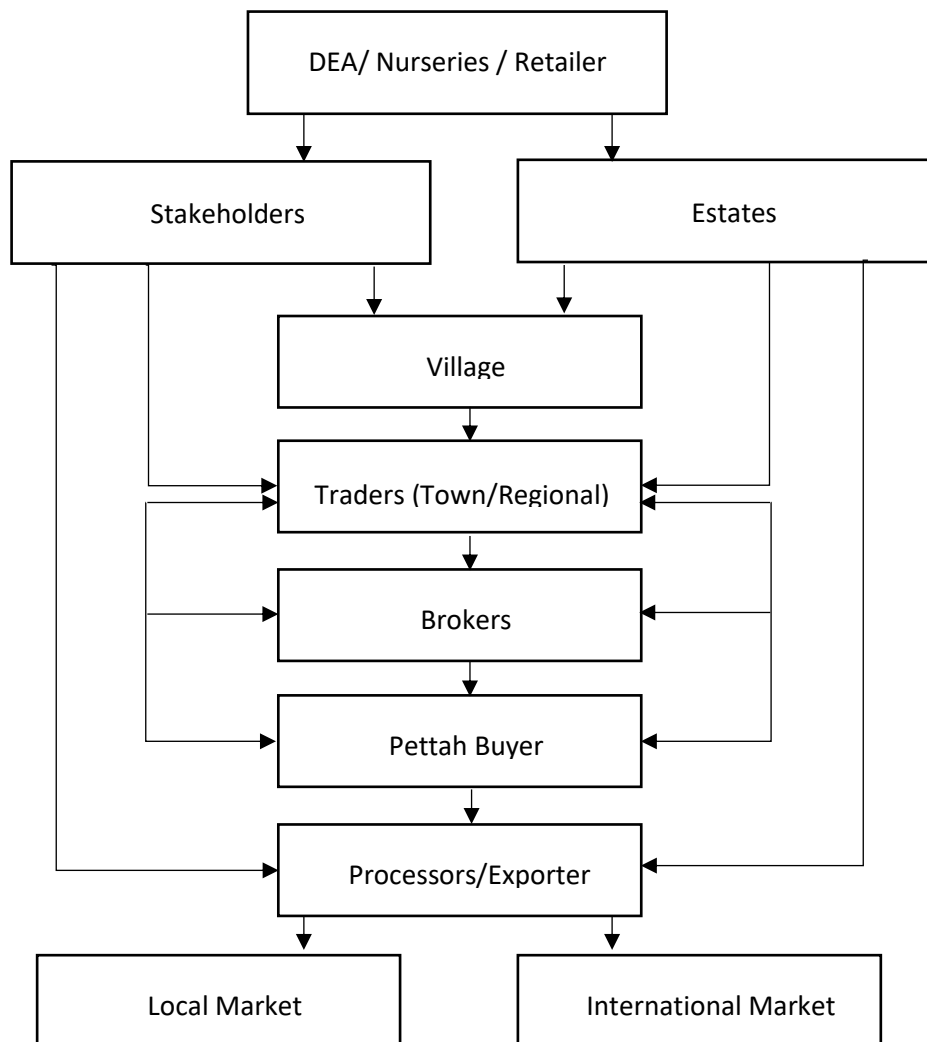 DEA/ Nurseries / Retailer
Stakeholders
Estates
Village
Traders (Town/Regional)
Brokers
Pettah Buyer
Processors/Exporter
Local Market
International Market